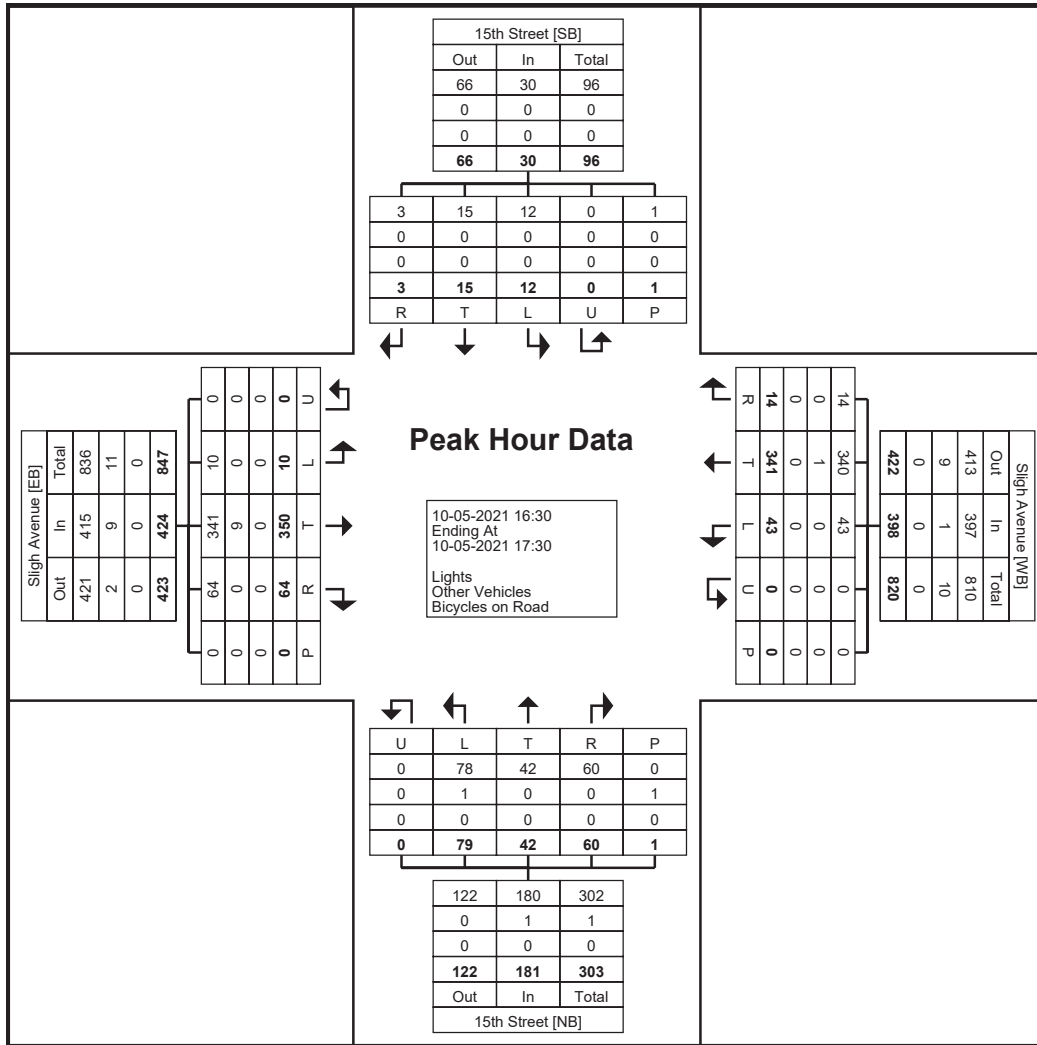 15th Street [SB]
Out In Total
66 30 96
0 0 0
0 0 0
66 30 96
3 15 12 0 1
0 0 0 0 0
0 0 0 0 0
3 15 12 0 1
R T L U P
Sligh Avenue [EB]
Total In Out
836 415 421
11 9 2
0 0 0
847 424 423
0 10 341 64 0
0 0 9 0 0
0 0 0 0 0
0 10 350 64 0
U L T R P
Peak Hour Data
10-05-2021 16:30
Ending At
10-05-2021 17:30
Lights
Other Vehicles
Bicycles on Road
R T L U P
14 341 43 0 0
0 0 0 0 0
0 1 0 0 0
14 340 43 0 0
422 398 820
0 0 0
9 1 10
413 397 810
Out In Total
Sligh Avenue [WB]
U L T R P
0 78 42 60 0
0 1 0 0 1
0 0 0 0 0
0 79 42 60 1
122 180 302
0 1 1
0 0 0
122 181 303
Out In Total
15th Street [NB]